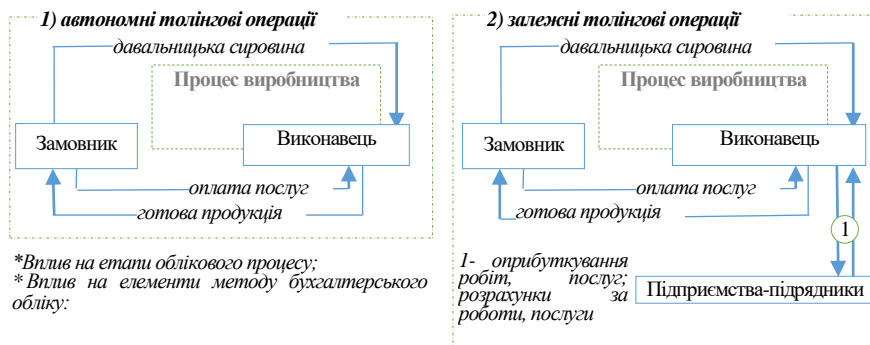 1) автономні толінгові операції
давальницька сировина
Процес виробництва
Замовник
Виконавець
оплата послуг
готова продукція
*Вплив на етапи облікового процесу;
* Вплив на елементи методу бухгалтерського
обліку:
2) залежні толінгові операції
давальницька сировина
Процес виробництва
Замовник
Виконавець
оплата послуг
готова продукція
1
1- оприбуткування
робіт, послуг;
розрахунки за
роботи, послуги
Підприємства-підрядники